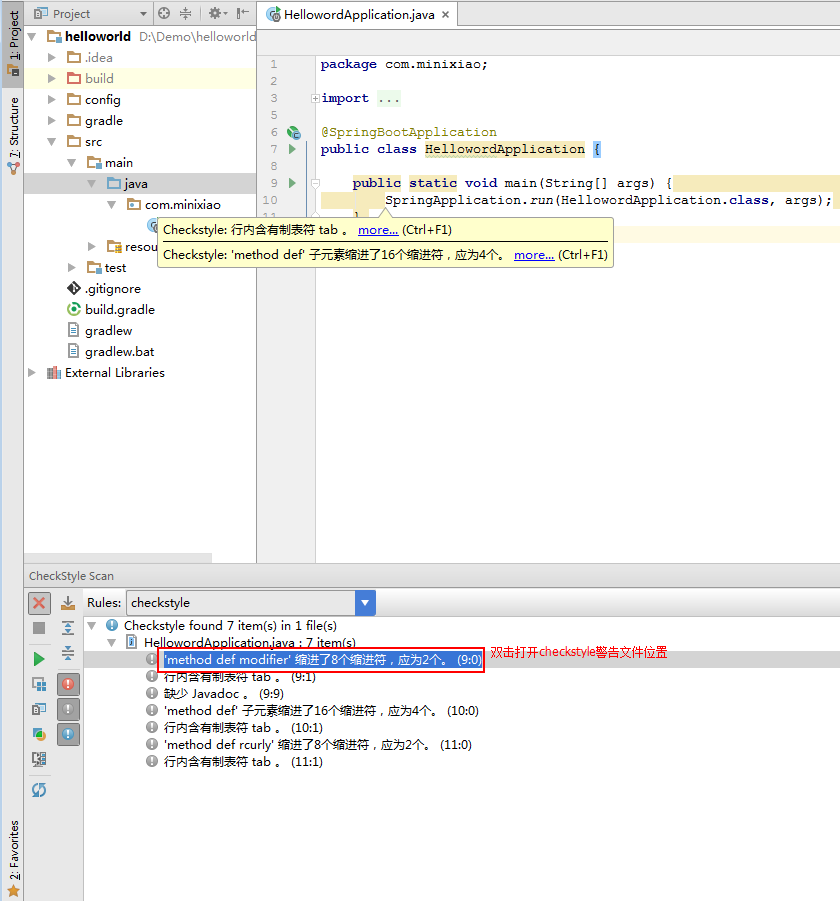 1: Project
7: Structure
2: Favorites
Project
helloworld D:\Demo\helloworld
.idea
build
config
gradle
src
main
java
com.minixiao
resou
test
.gitignore
build.gradle
gradlew
gradlew.bat
External Libraries
HellowordApplication.java
1 package com.minixiao;
2
3 import ...
5
6 @SpringBootApplication
7 public class HellowordApplication {
8
9 public static void main(String[] args) {
10 SpringApplication.run(HellowordApplication.class, args);
11 }
Checkstyle: 行内含有制表符 tab 。 more... (Ctrl+F1)
Checkstyle: 'method def' 子元素缩进了16个缩进符，应为4个。 more... (Ctrl+F1)
CheckStyle Scan
Rules: checkstyle
Checkstyle found 7 item(s) in 1 file(s)
HellowordApplication.java : 7 item(s)
'method def modifier' 缩进了8个缩进符，应为2个。 (9:0)
双击打开checkstyle警告文件位置
行内含有制表符 tab 。 (9:1)
缺少 Javadoc 。 (9:9)
'method def' 子元素缩进了16个缩进符，应为4个。 (10:0)
行内含有制表符 tab 。 (10:1)
'method def rcurly' 缩进了8个缩进符，应为2个。 (11:0)
行内含有制表符 tab 。 (11:1)